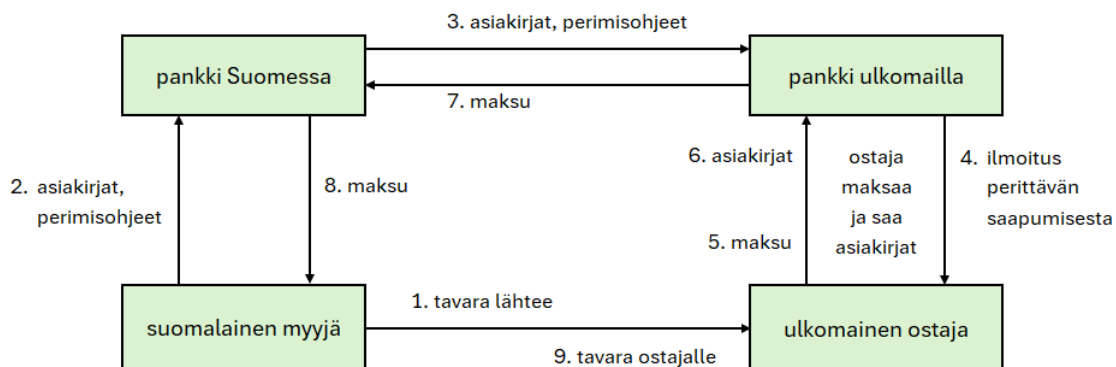 3. asiakirjat, perimisohjeet
pankki Suomessa
pankki ulkomailla
7. maksu
2. asiakirjat,
perimisohjeet
8. maksu
6. asiakirjat
5. maksu
ostaja
maksaa
ja saa
asiakirjat
4. ilmoitus
perittävän
saapumisesta
1. tavara lähtee
suomalainen myyjä
ulkomainen ostaja
9. tavara ostajalle